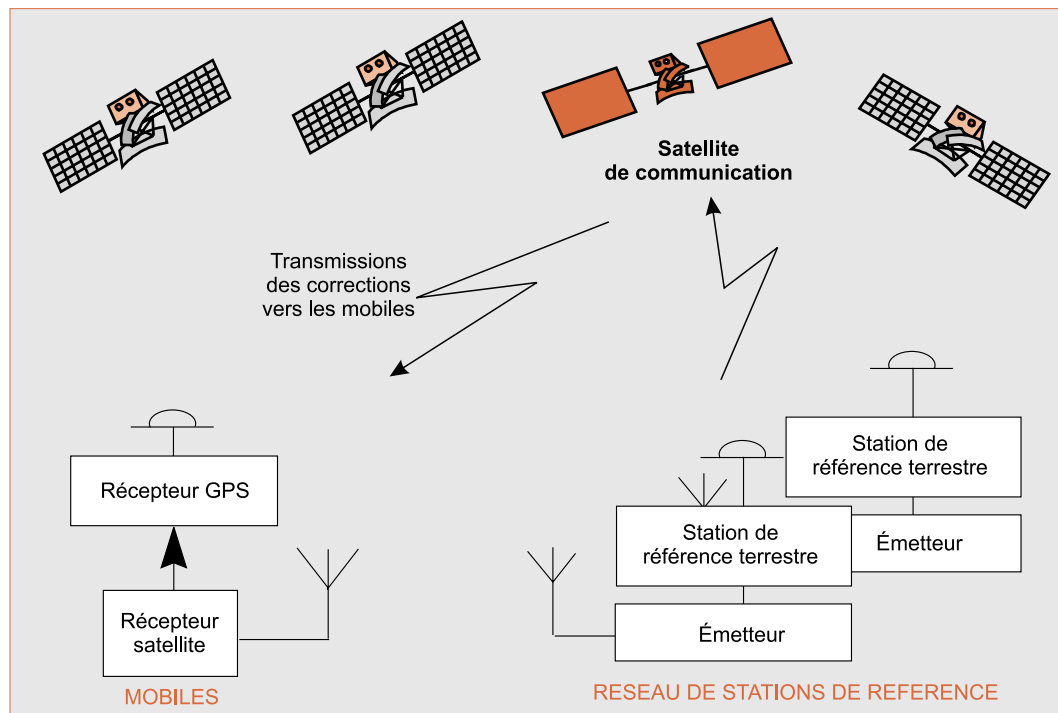 Satellite
de communication
Transmissions
des corrections
vers les mobiles
Récepteur GPS
Récepteur
satellite
MOBILES
Station de
référence terrestre
Émetteur
Station de
référence terrestre
Émetteur
RESEAU DE STATIONS DE REFERENCE